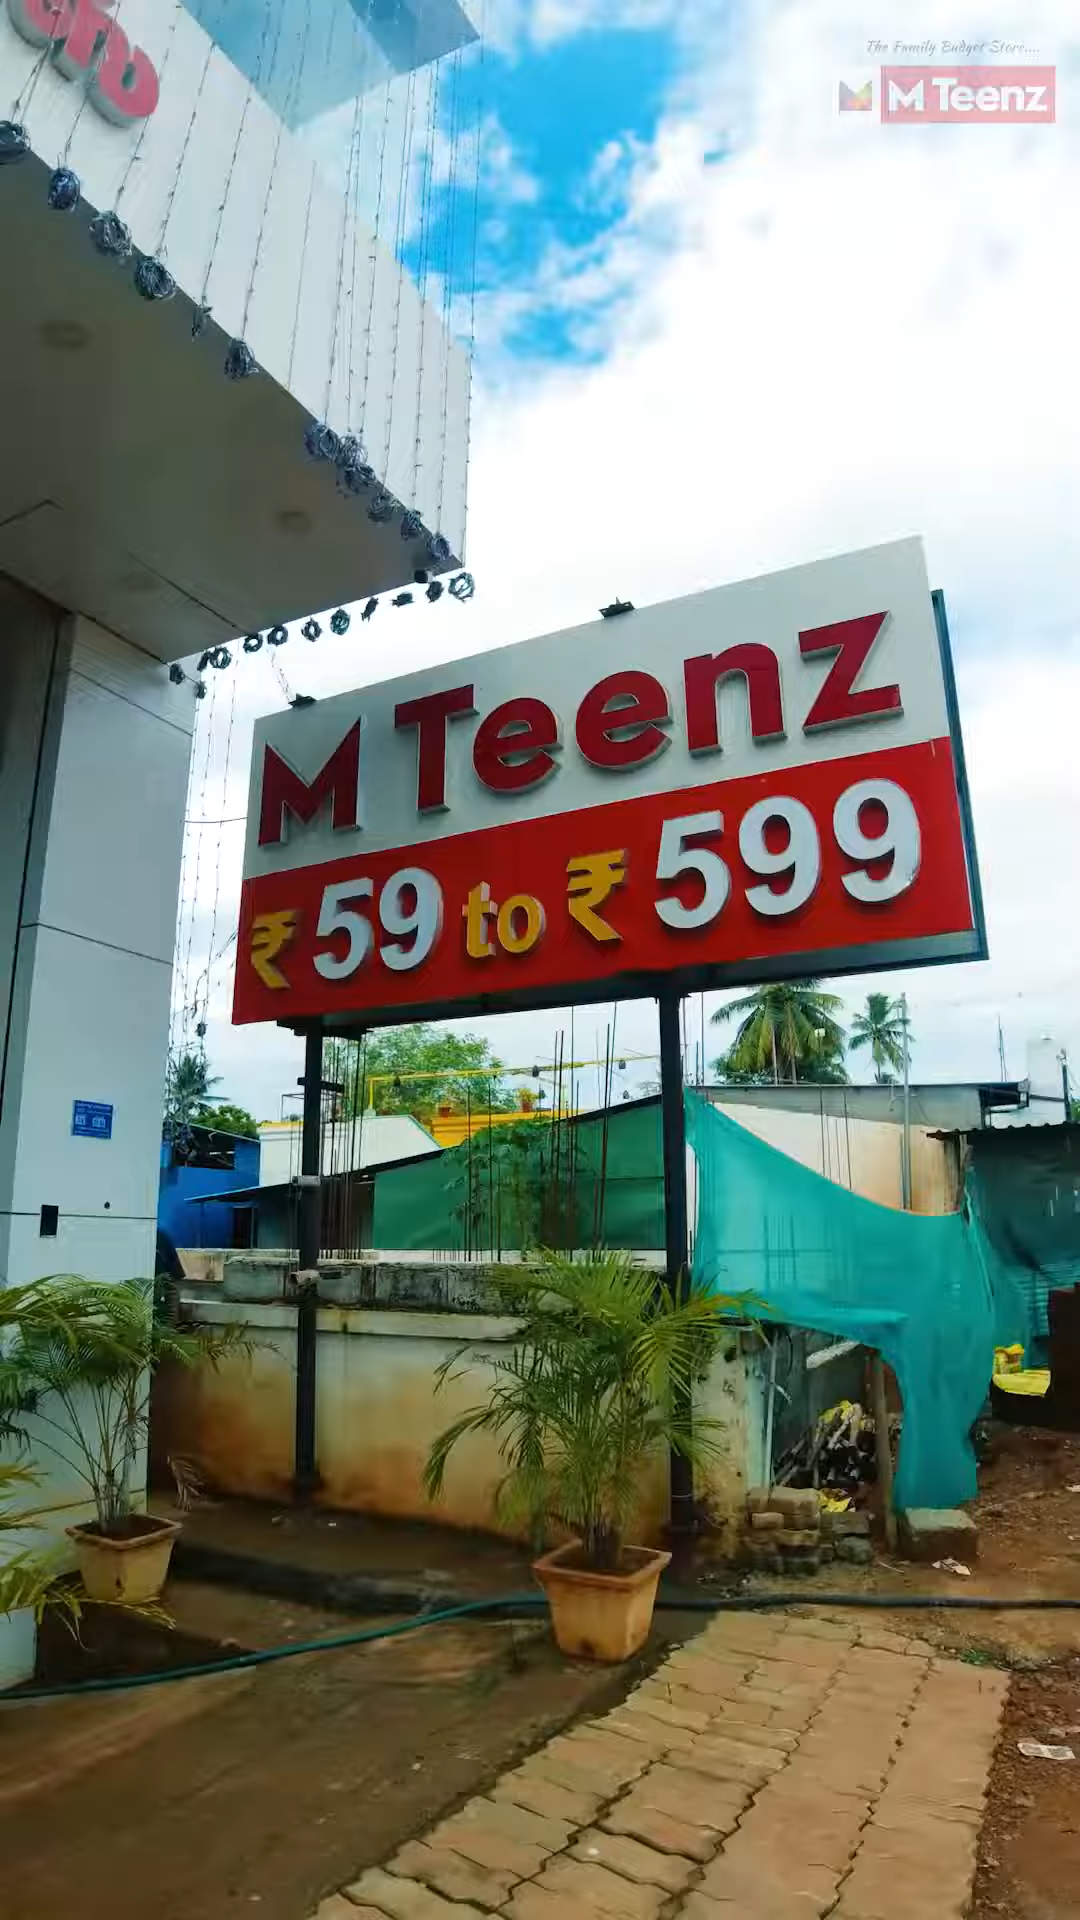 The Family Budget Store....
M M Teenz
M Teenz
₹ 59 to ₹ 599